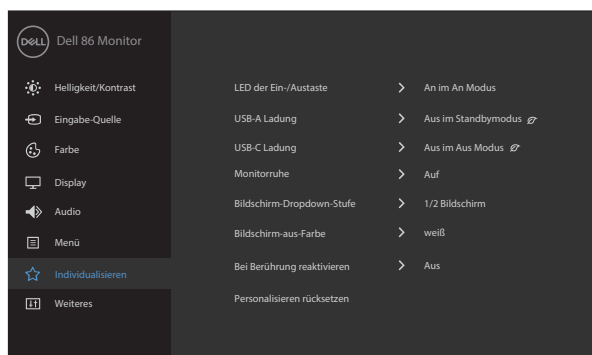 DELL Dell 86 Monitor
Helligkeit/Kontrast
Eingabe-Quelle
Farbe
Display
Audio
Menü
Individualisieren
Weiteres
LED der Ein-/Austaste An im An Modus
USB-A Ladung Aus im Standbymodus
USB-C Ladung Aus im Aus Modus
Monitorruhe Auf
Bildschirm-Dropdown-Stufe 1/2 Bildschirm
Bildschirm-aus-Farbe weiß
Bei Berührung reaktivieren Aus
Personalisieren rücksetzen